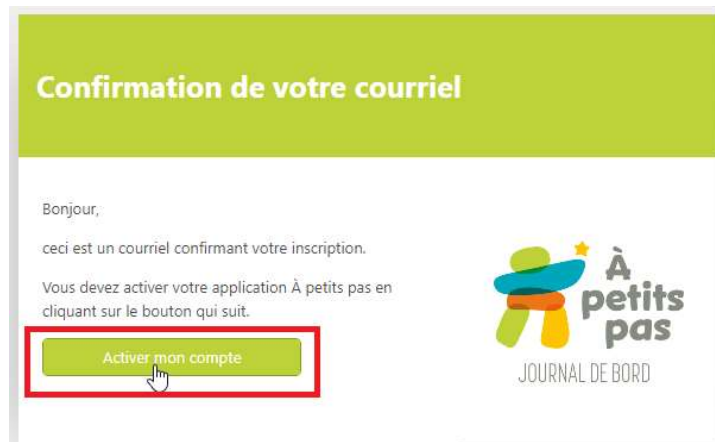 Confirmation de votre courriel
Bonjour,
ceci est un courriel confirmant votre inscription.
Vous devez activer votre application À petits pas en
cliquant sur le bouton qui suit.
Activer mon compte
À
petits
pas
JOURNAL DE BORD